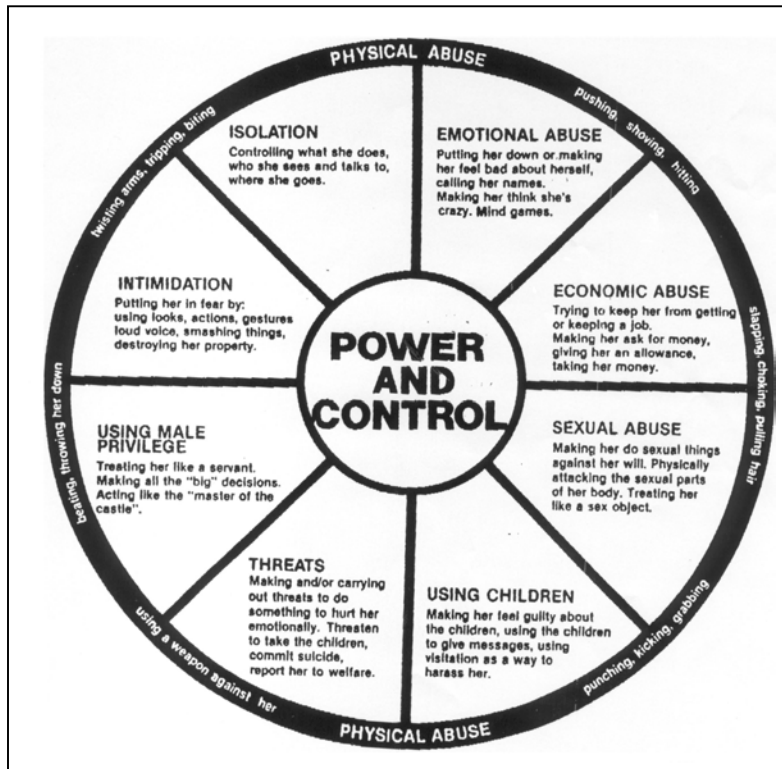 PHYSICAL ABUSE
pushing, shoving, hitting
slapping, choking, pulling hair
punching, kicking, grabbing
PHYSICAL ABUSE
using a weapon against her
beating, throwing her down
twisting arms, tripping, biting
ISOLATION
Controlling what she does,
who she sees and talks to,
where she goes.
EMOTIONAL ABUSE
Putting her down or making
her feel bad about herself,
calling her names.
Making her think she's
crazy. Mind games.
ECONOMIC ABUSE
Trying to keep her from getting
or keeping a job.
Making her ask for money,
giving her an allowance,
taking her money.
SEXUAL ABUSE
Making her do sexual things
against her will. Physically
attacking the sexual parts
of her body. Treating her
like a sex object.
USING CHILDREN
Making her feel guilty about
the children, using the children
to give messages, using
visitation as a way to
harass her.
THREATS
Making and/or carrying
out threats to do
something to hurt her
emotionally. Threaten
to take the children,
commit suicide,
report her to welfare.
USING MALE
PRIVILEGE
Treating her like a servant.
Making all the "big" decisions.
Acting like the "master of the
castle".
INTIMIDATION
Putting her in fear by:
using looks, actions, gestures
loud voice, smashing things,
destroying her property.
POWER
AND
CONTROL